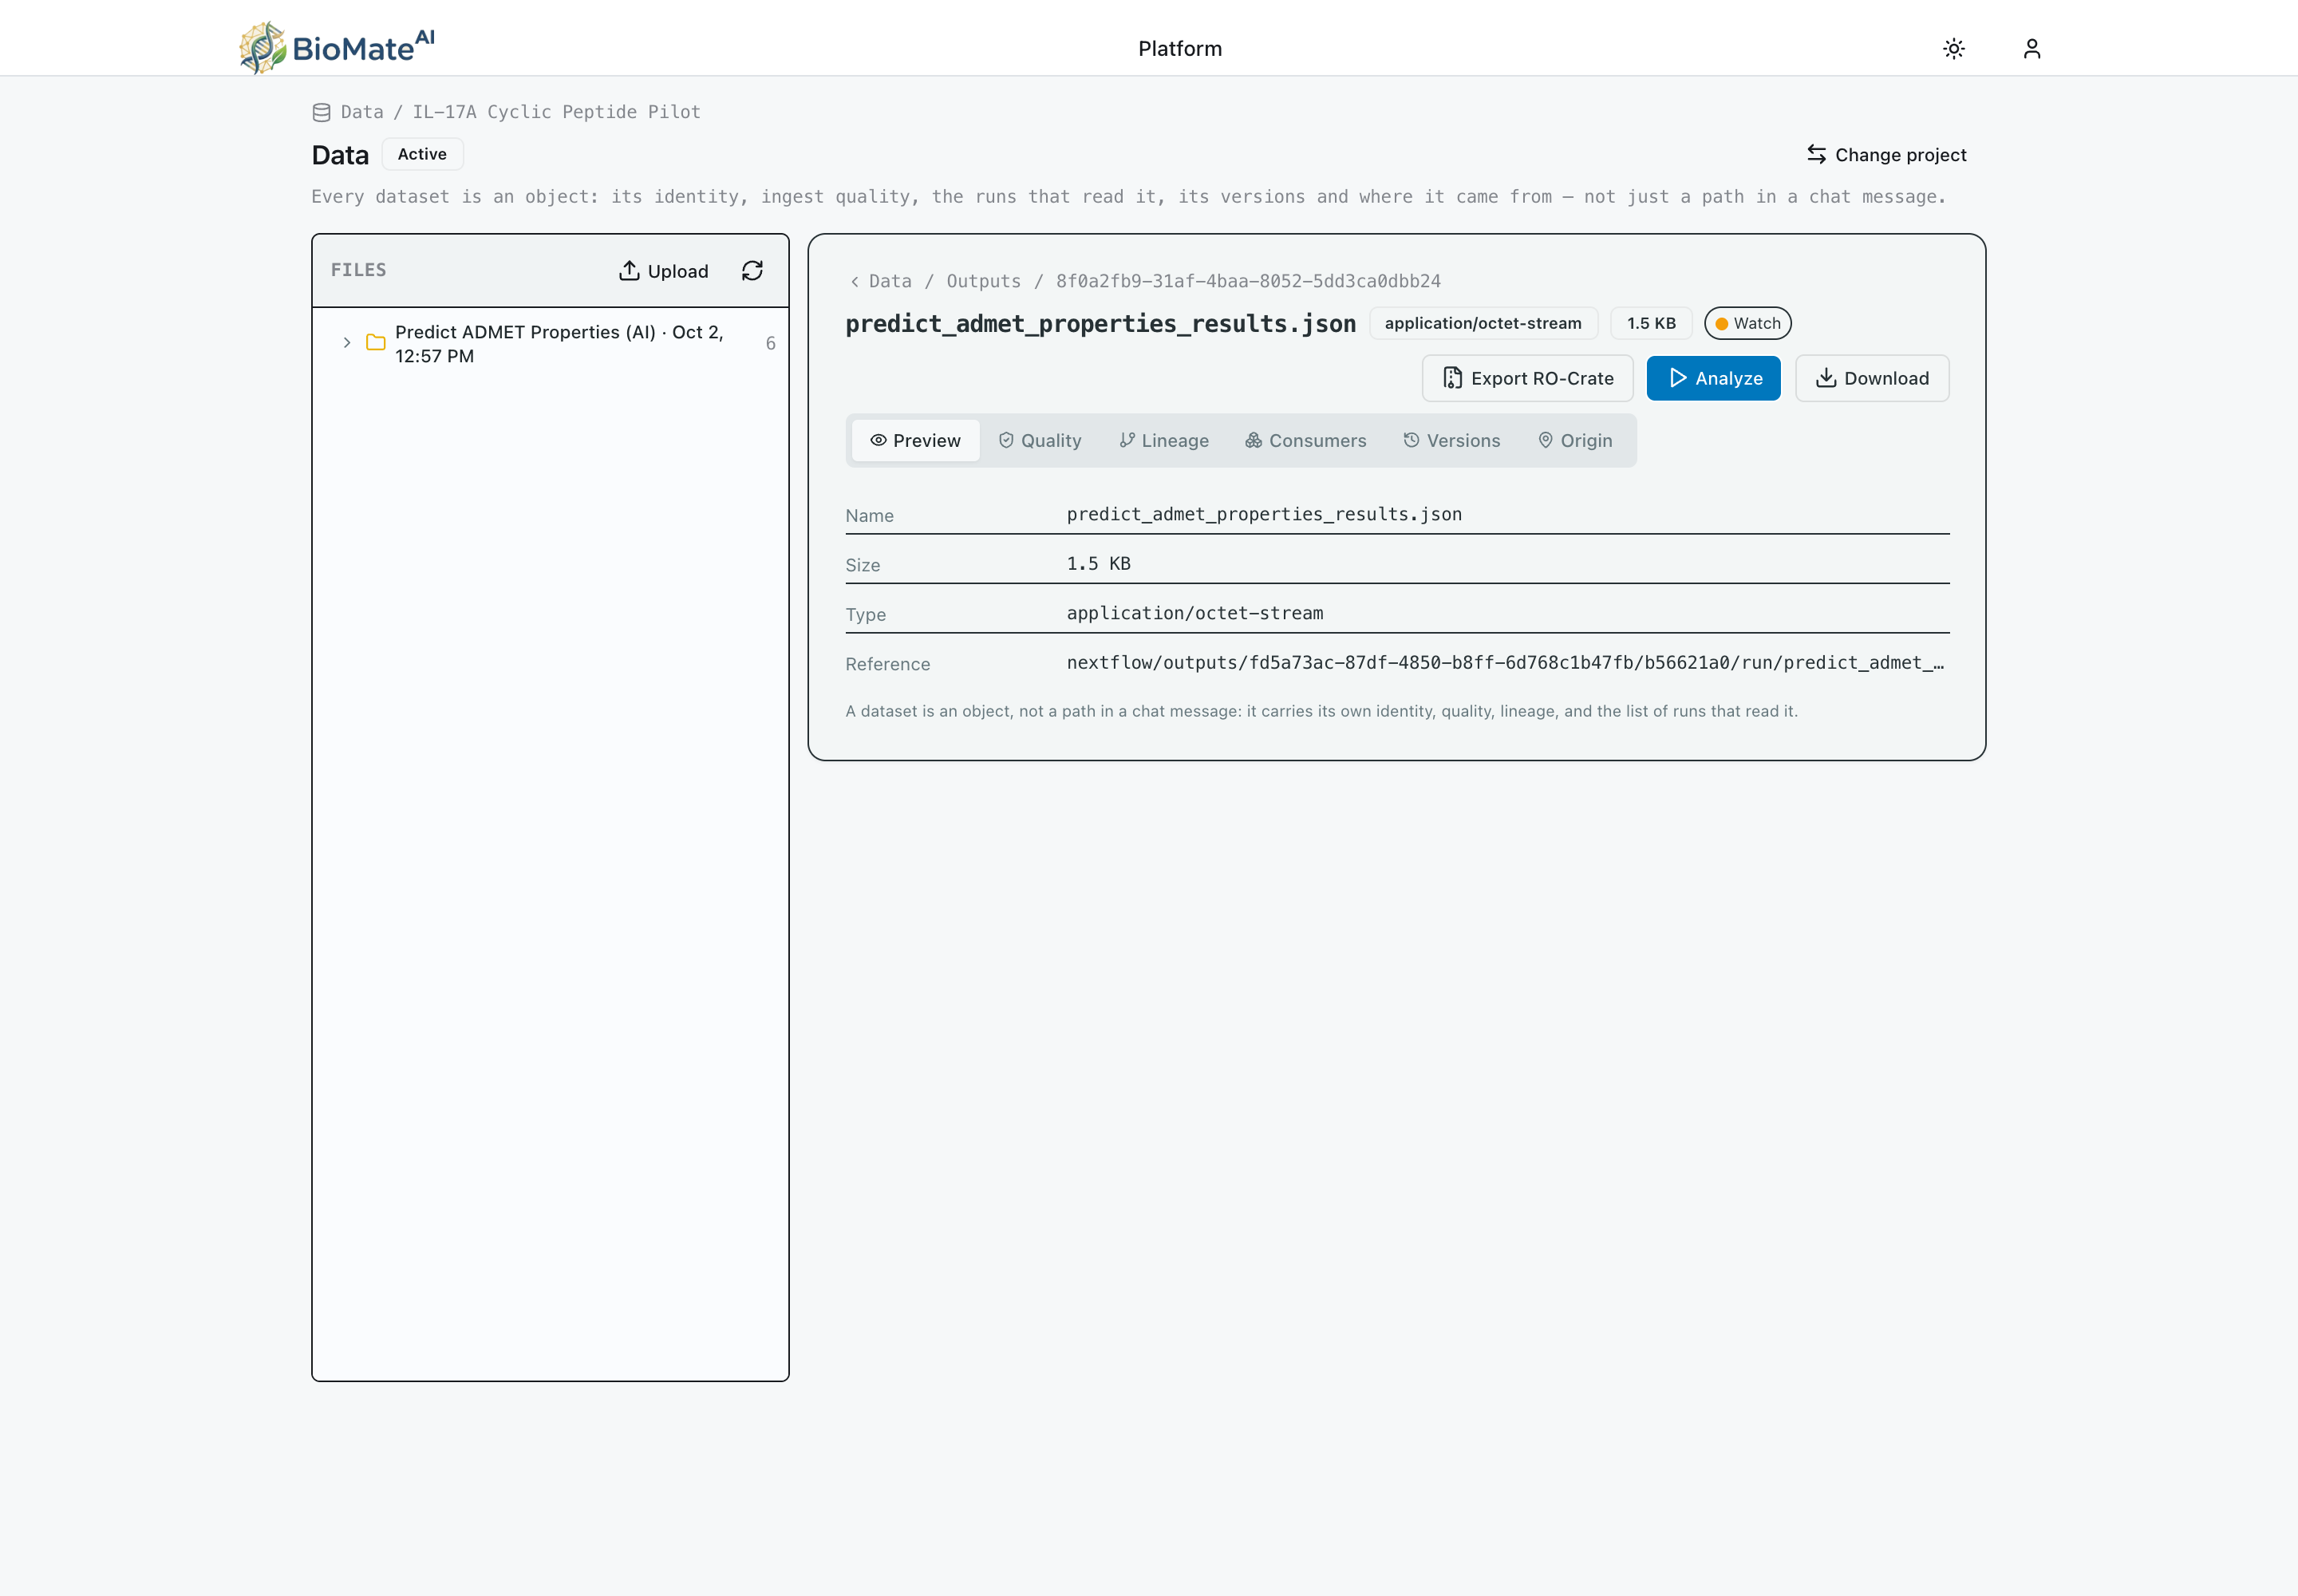 BioMate AI
Platform
Data / IL-17A Cyclic Peptide Pilot
Data Active
Change project
Every dataset is an object: its identity, ingest quality, the runs that read it, its versions and where it came from — not just a path in a chat message.
FILES
Upload
Predict ADMET Properties (AI) · Oct 2,
12:57 PM
6
< Data / Outputs / 8f0a2fb9-31af-4baa-8052-5dd3ca0dbb24
predict_admet_properties_results.json application/octet-stream 1.5 KB Watch
Export RO-Crate Analyze Download
Preview Quality Lineage Consumers Versions Origin
Name predict_admet_properties_results.json
Size 1.5 KB
Type application/octet-stream
Reference nextflow/outputs/fd5a73ac-87df-4850-b8ff-6d768c1b47fb/b56621a0/run/predict_admet_…
A dataset is an object, not a path in a chat message: it carries its own identity, quality, lineage, and the list of runs that read it.